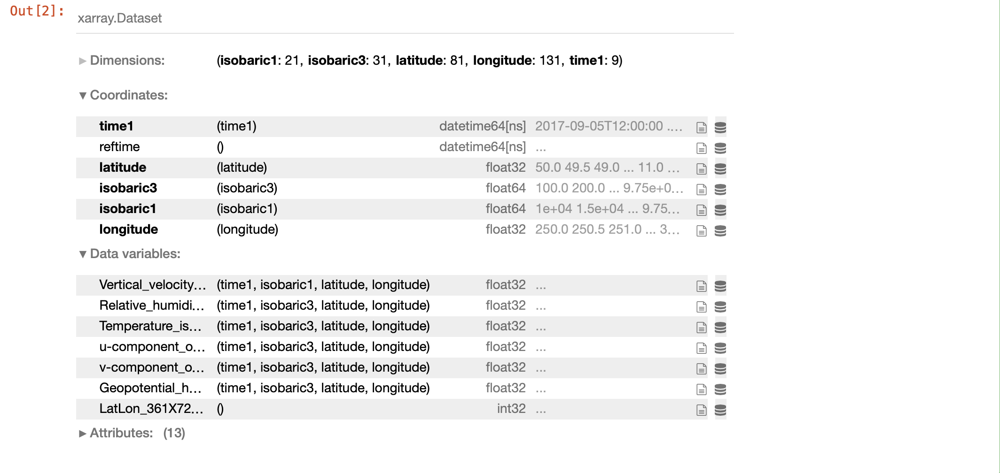 Out[2]:
xarray.Dataset
► Dimensions: (isobaric1: 21, isobaric3: 31, latitude: 81, longitude: 131, time1: 9)
▼ Coordinates:
time1 (time1) datetime64[ns] 2017-09-05T12:00:00 ....
reftime () datetime64[ns] ...
latitude (latitude) float32 50.0 49.5 49.0 ... 11.0 ...
isobaric3 (isobaric3) float64 100.0 200.0 ... 9.75e+0...
isobaric1 (isobaric1) float64 1e+04 1.5e+04 ... 9.75...
longitude (longitude) float32 250.0 250.5 251.0 ... 3...
▼ Data variables:
Vertical_velocity... (time1, isobaric1, latitude, longitude) float32 ...
Relative_humidi... (time1, isobaric3, latitude, longitude) float32 ...
Temperature_is... (time1, isobaric3, latitude, longitude) float32 ...
u-component_o... (time1, isobaric3, latitude, longitude) float32 ...
v-component_o... (time1, isobaric3, latitude, longitude) float32 ...
Geopotential_h... (time1, isobaric3, latitude, longitude) float32 ...
LatLon_361X72... () int32 ...
► Attributes: (13)